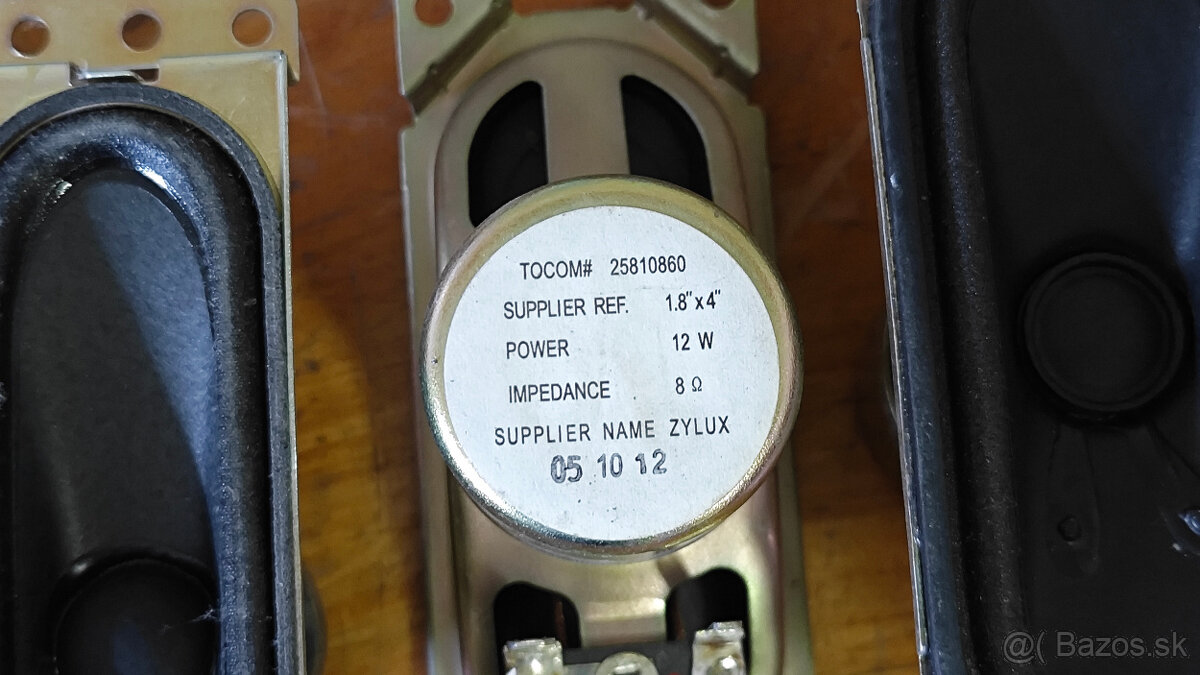 TOCOM# 25810860
SUPPLIER REF. 1.8"x4"
POWER 12 W
IMPEDANCE 8 Ω
SUPPLIER NAME ZYLUX
05 10 12
@( Bazos.sk